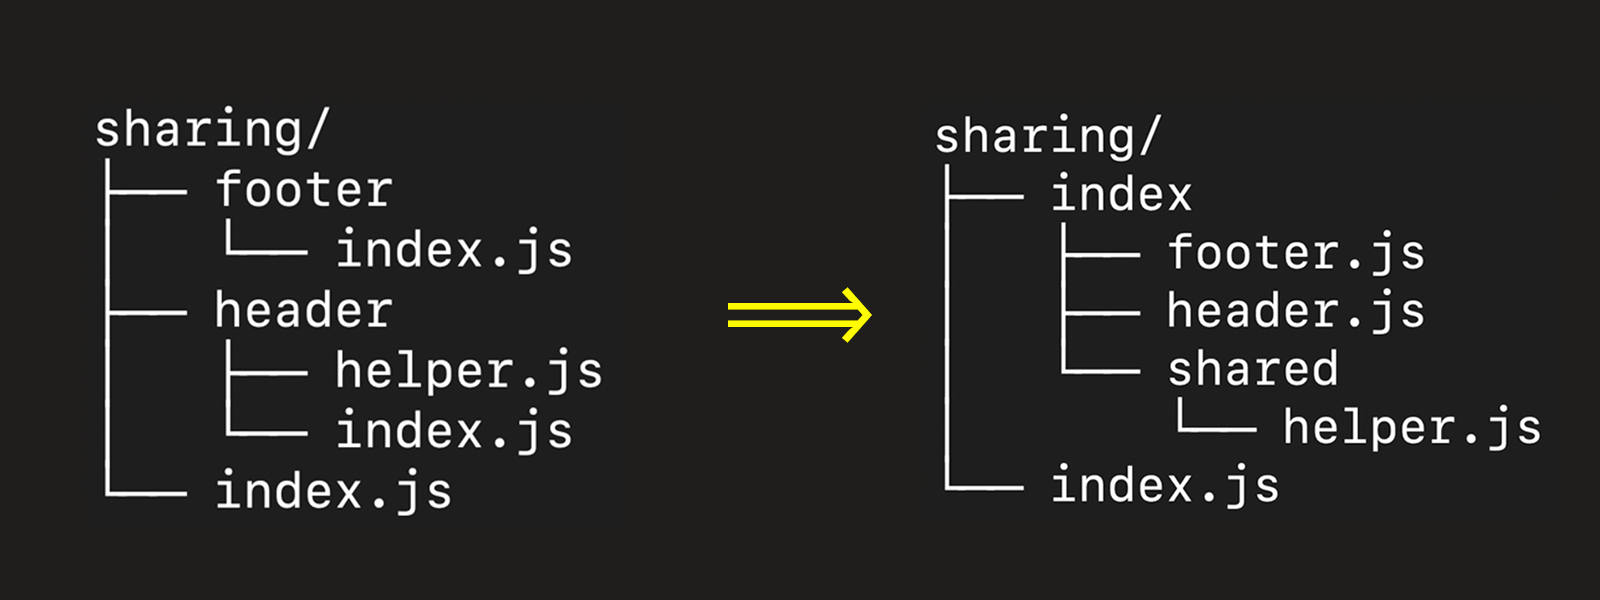 sharing/
├── footer
│   └── index.js
├── header
│   ├── helper.js
│   └── index.js
└── index.js
⇒
sharing/
├── index
│   ├── footer.js
│   ├── header.js
│   └── shared
│       └── helper.js
└── index.js